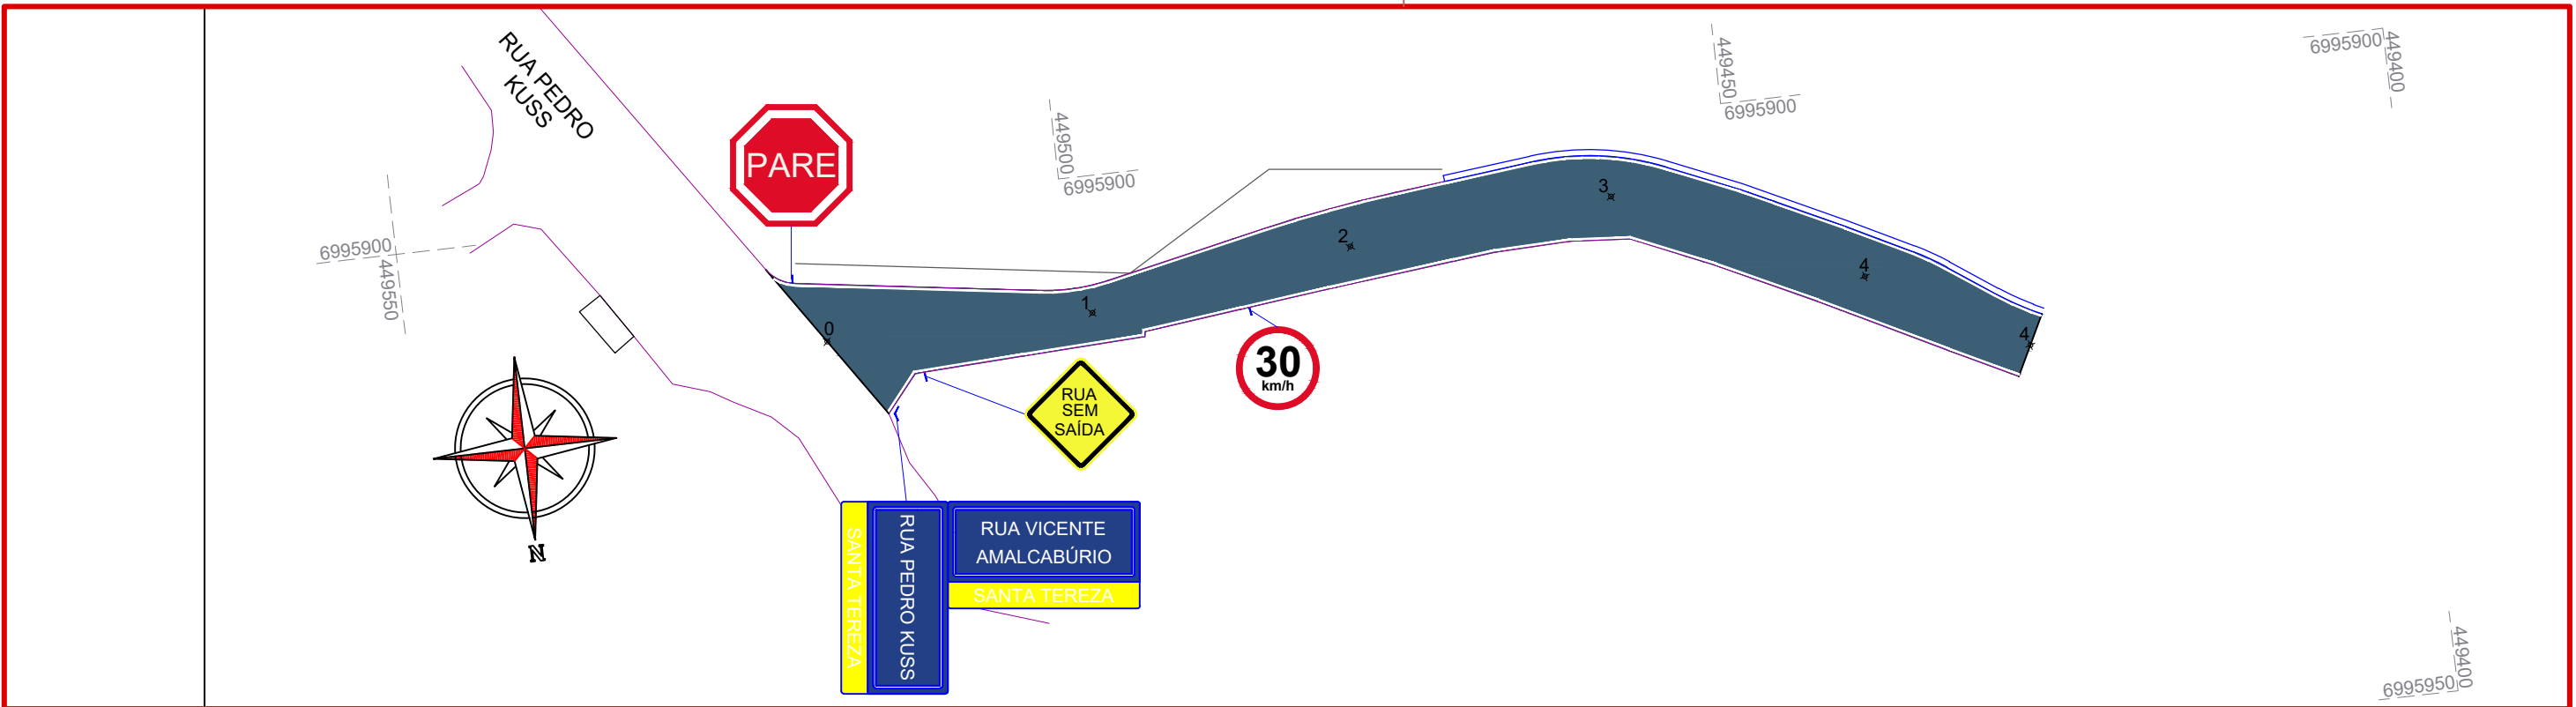 RUA PEDRO
KUSS
PARE
449500
6995900
449450
6995900
6995900
449400
6995900
449550
0
1
2
3
4
4
30
km/h
RUA
SEM
SAÍDA
N
SANTA TEREZA
RUA PEDRO KUSS
RUA VICENTE
AMALCABÚRIO
SANTA TEREZA
449400
6995950